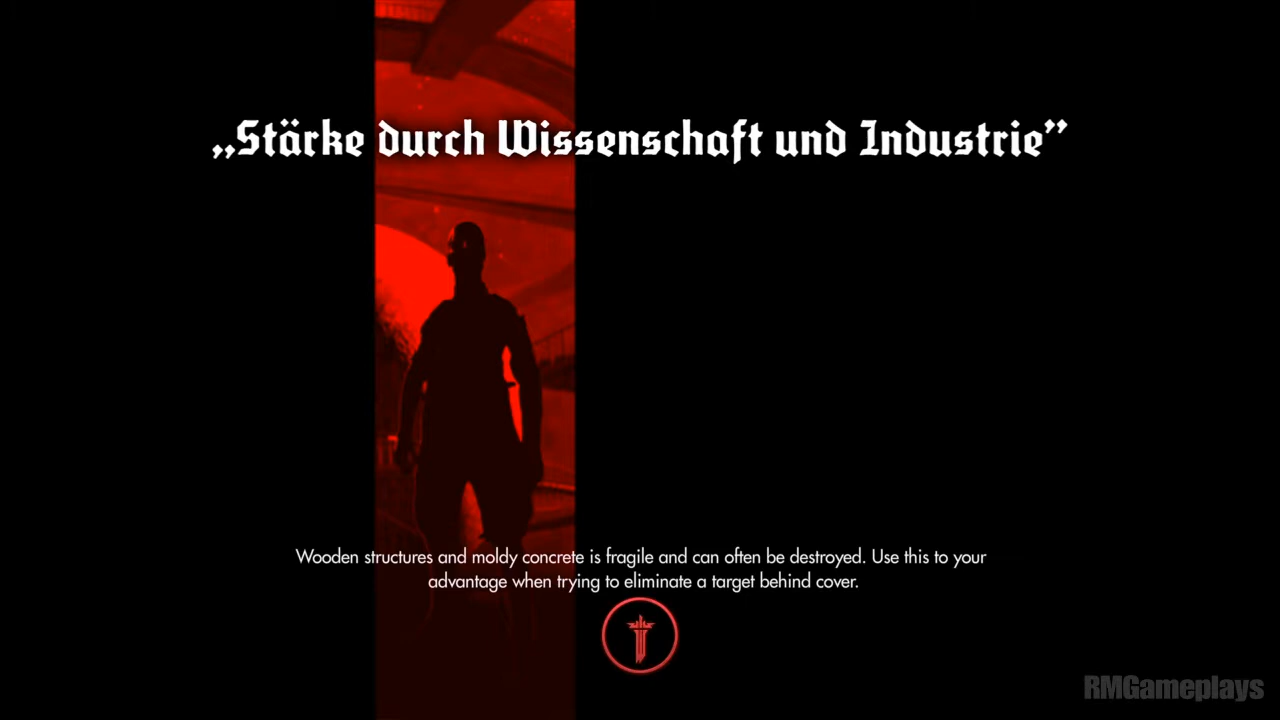 „Stärke durch Wissenschaft und Industrie”
Wooden structures and moldy concrete is fragile and can often be destroyed. Use this to your
advantage when trying to eliminate a target behind cover.
RMGameplays